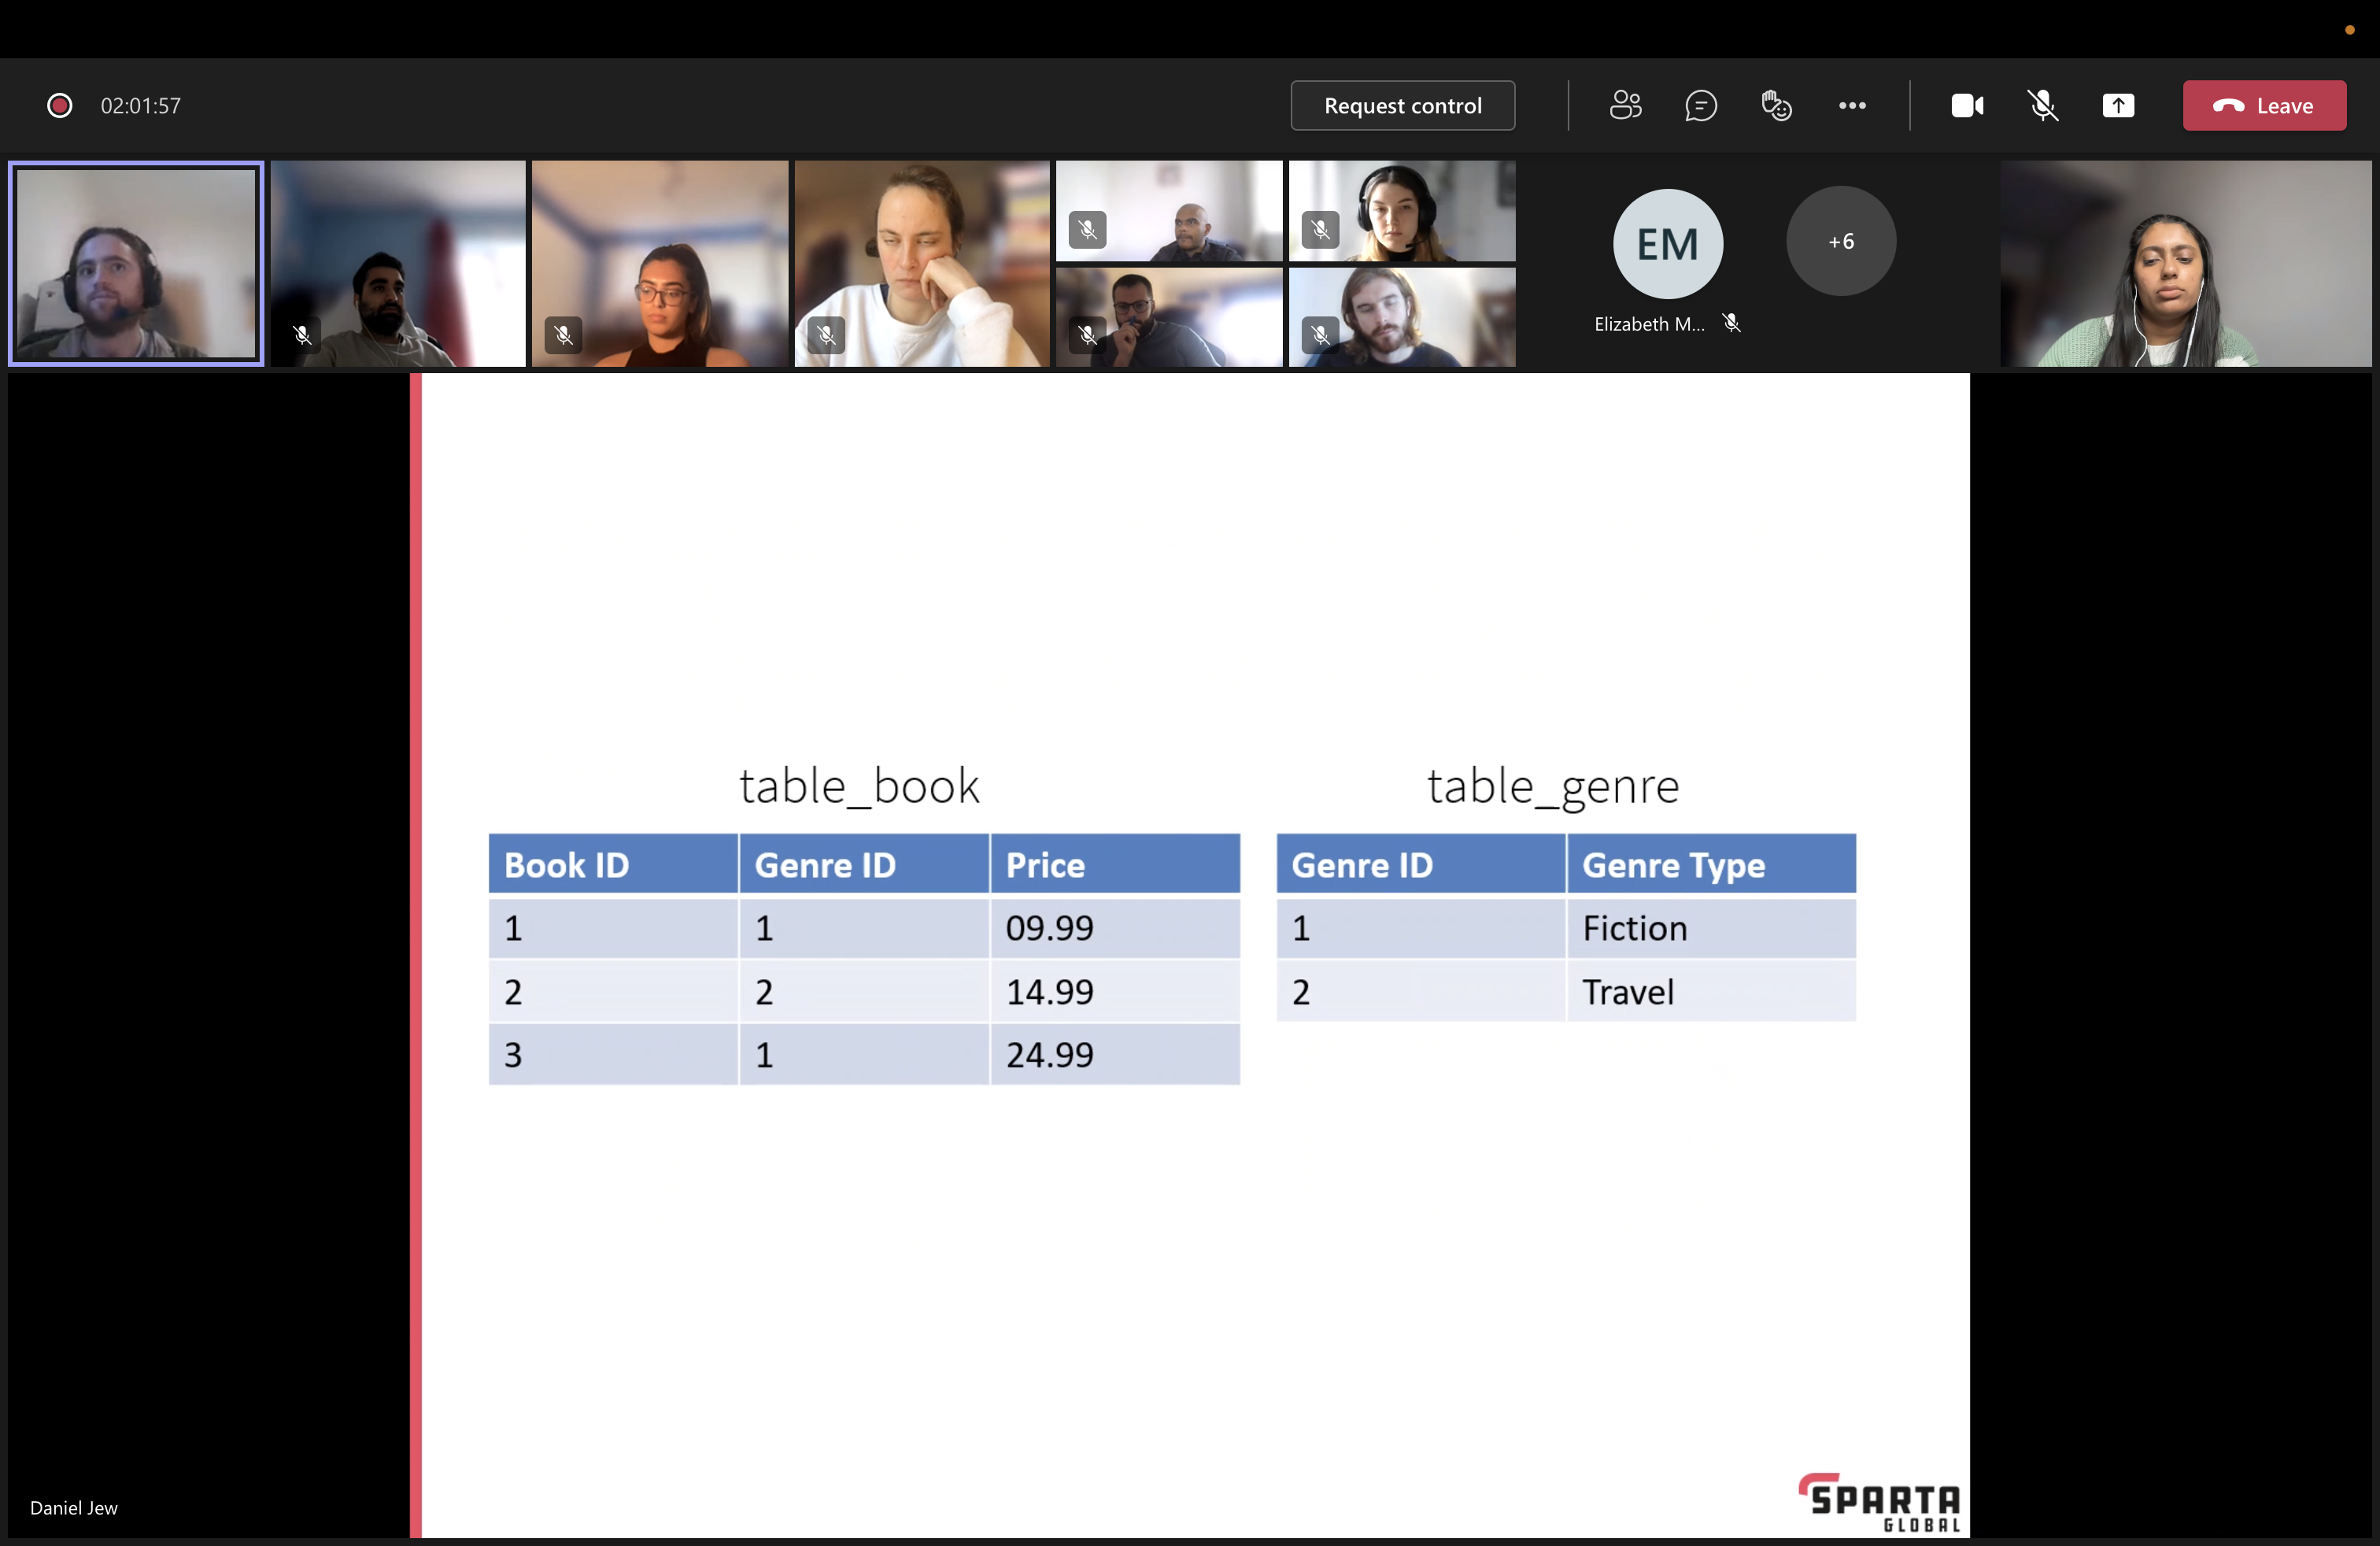 02:01:57
Request control
Leave
EM
+6
Elizabeth M...
table_book
table_genre
Book ID Genre ID Price
1 1 09.99
2 2 14.99
3 1 24.99
Genre ID Genre Type
1 Fiction
2 Travel
Daniel Jew
SPARTA
GLOBAL